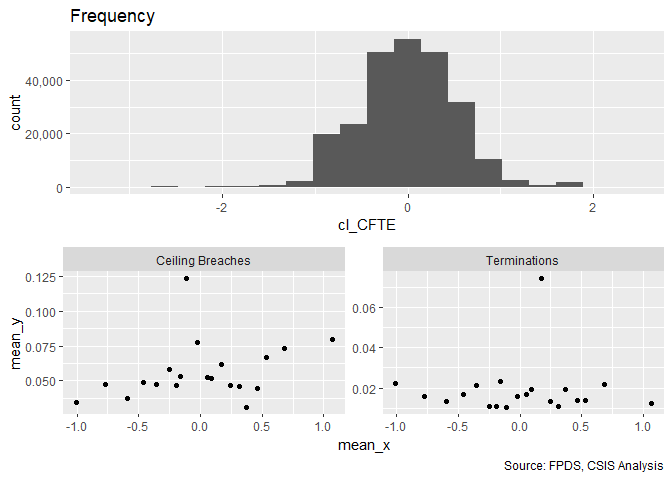 Frequency
count
40,000
20,000
0
-2
0
2
cl_CFTE
Ceiling Breaches
Terminations
mean_y
0.125
0.100
0.075
0.050
0.06
0.04
0.02
-1.0
-0.5
0.0
0.5
1.0
-1.0
-0.5
0.0
0.5
1.0
mean_x
Source: FPDS, CSIS Analysis